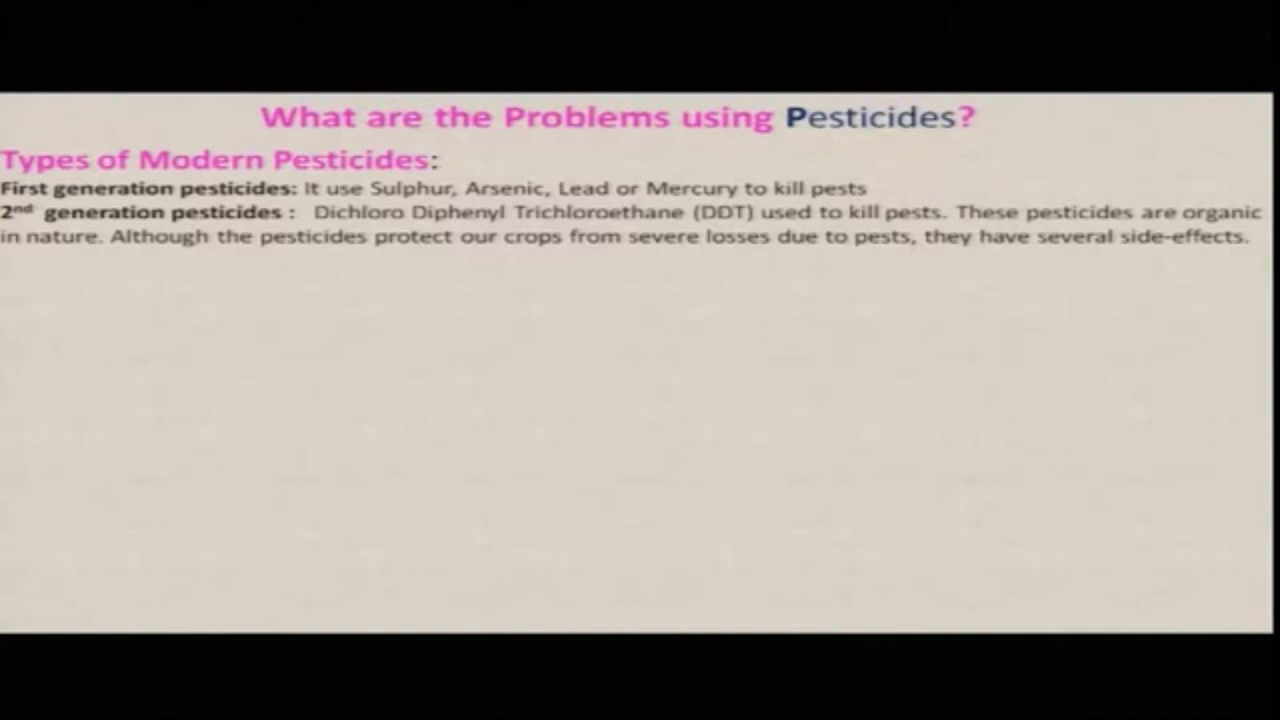 What are the Problems using Pesticides?
Types of Modern Pesticides:
First generation pesticides: It use Sulphur, Arsenic, Lead or Mercury to kill pests
2nd generation pesticides : Dichloro Diphenyl Trichloroethane (DDT) used to kill pests. These pesticides are organic
in nature. Although the pesticides protect our crops from severe losses due to pests, they have several side-effects.